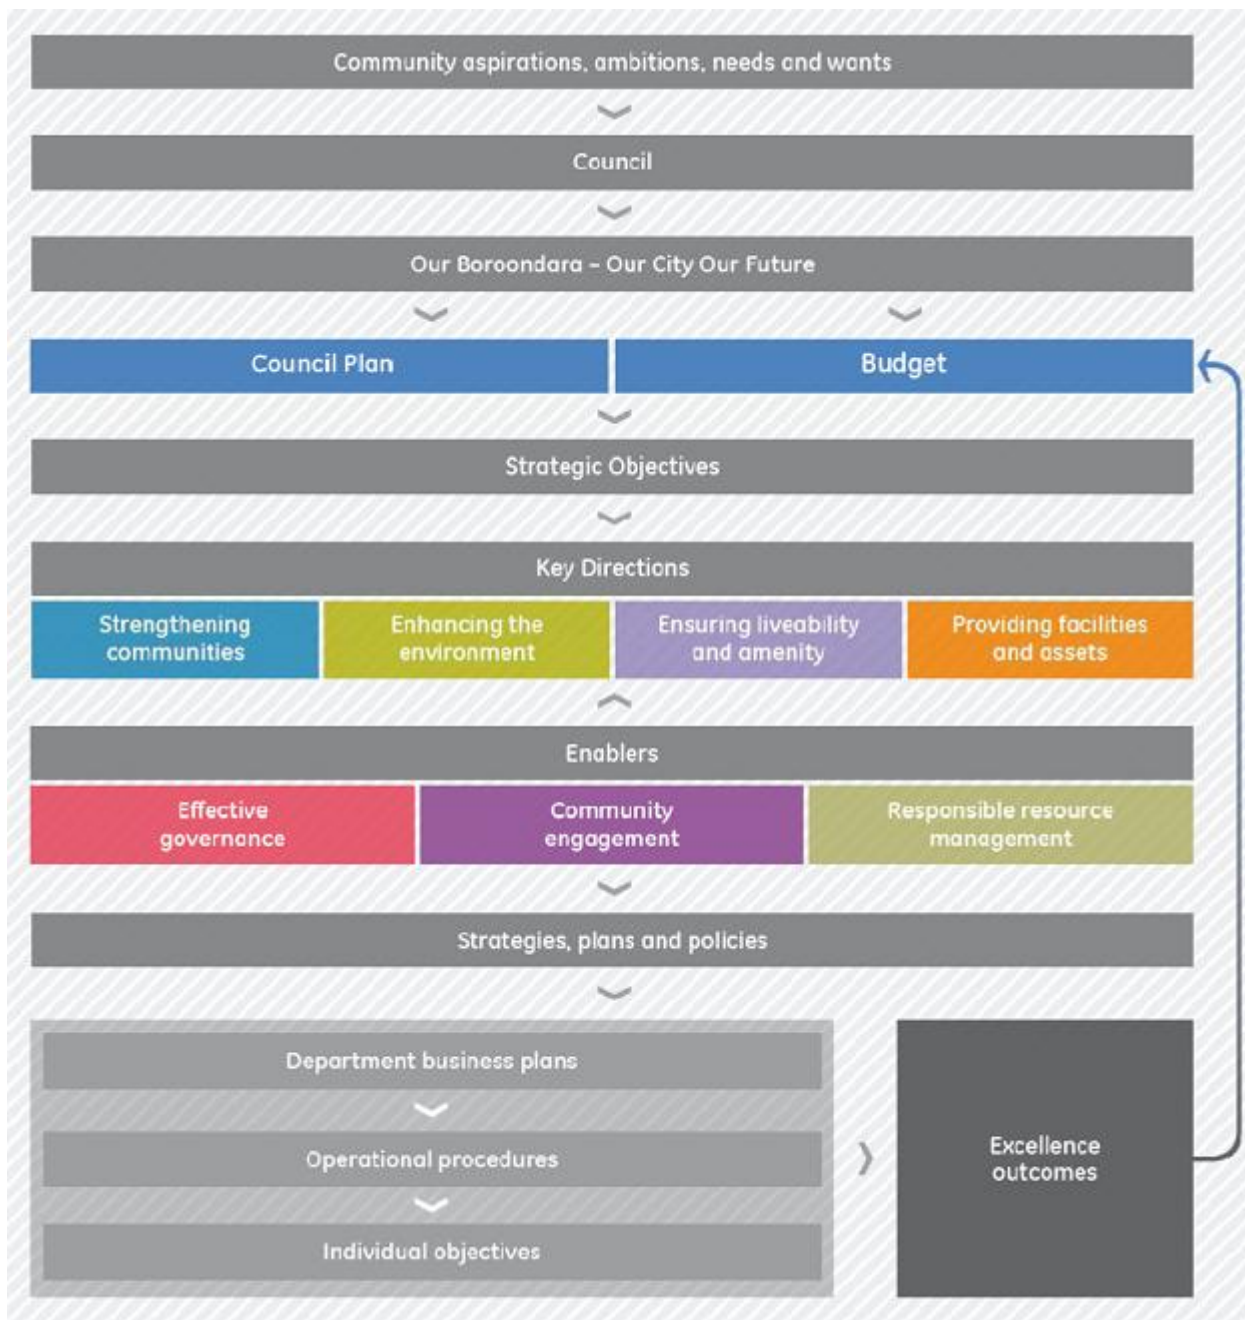 Community aspirations, ambitions, needs and wants
Council
Our Boroondara – Our City Our Future
Council Plan
Budget
Strategic Objectives
Key Directions
Strengthening
communities
Enhancing the
environment
Ensuring liveability
and amenity
Providing facilities
and assets
Enablers
Effective
governance
Community
engagement
Responsible resource
management
Strategies, plans and policies
Department business plans
Operational procedures
Individual objectives
Excellence
outcomes